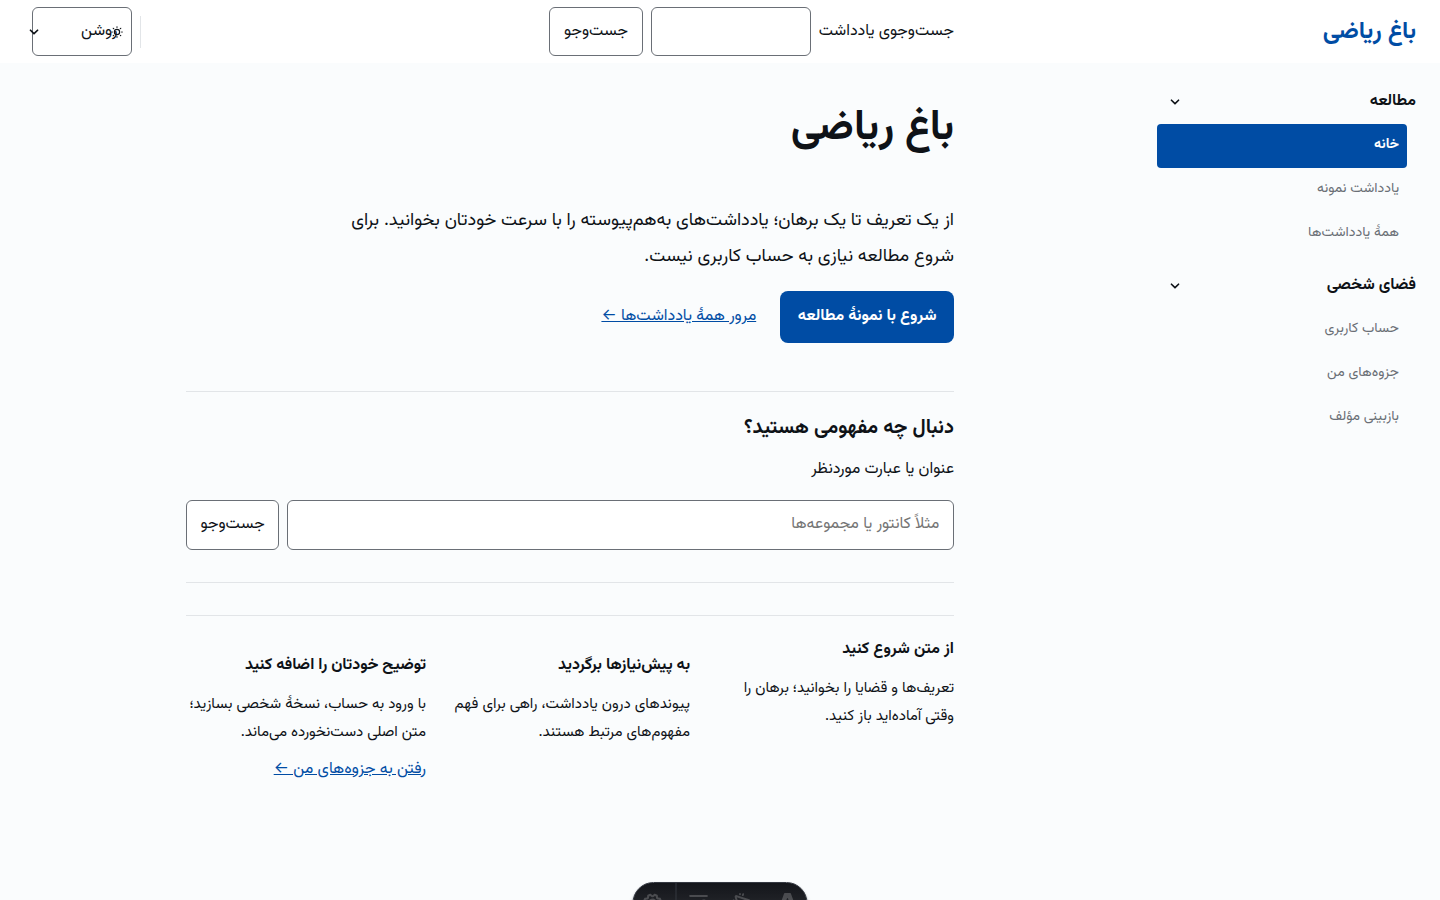 باغ ریاضی
جست‌وجوی یادداشت
جست‌وجو
روشن
مطالعه
خانه
یادداشت نمونه
همهٔ یادداشت‌ها
فضای شخصی
حساب کاربری
جزوه‌های من
بازبینی مؤلف
باغ ریاضی
از یک تعریف تا یک برهان؛ یادداشت‌های به‌هم‌پیوسته را با سرعت خودتان بخوانید. برای
شروع مطالعه نیازی به حساب کاربری نیست.
شروع با نمونهٔ مطالعه
مرور همهٔ یادداشت‌ها ←
دنبال چه مفهومی هستید؟
عنوان یا عبارت موردنظر
مثلاً کانتور یا مجموعه‌ها
جست‌وجو
از متن شروع کنید
تعریف‌ها و قضایا را بخوانید؛ برهان را
وقتی آماده‌اید باز کنید.
به پیش‌نیازها برگردید
پیوندهای درون یادداشت، راهی برای فهم
مفهوم‌های مرتبط هستند.
توضیح خودتان را اضافه کنید
با ورود به حساب، نسخهٔ شخصی بسازید؛
متن اصلی دست‌نخورده می‌ماند.
رفتن به جزوه‌های من ←